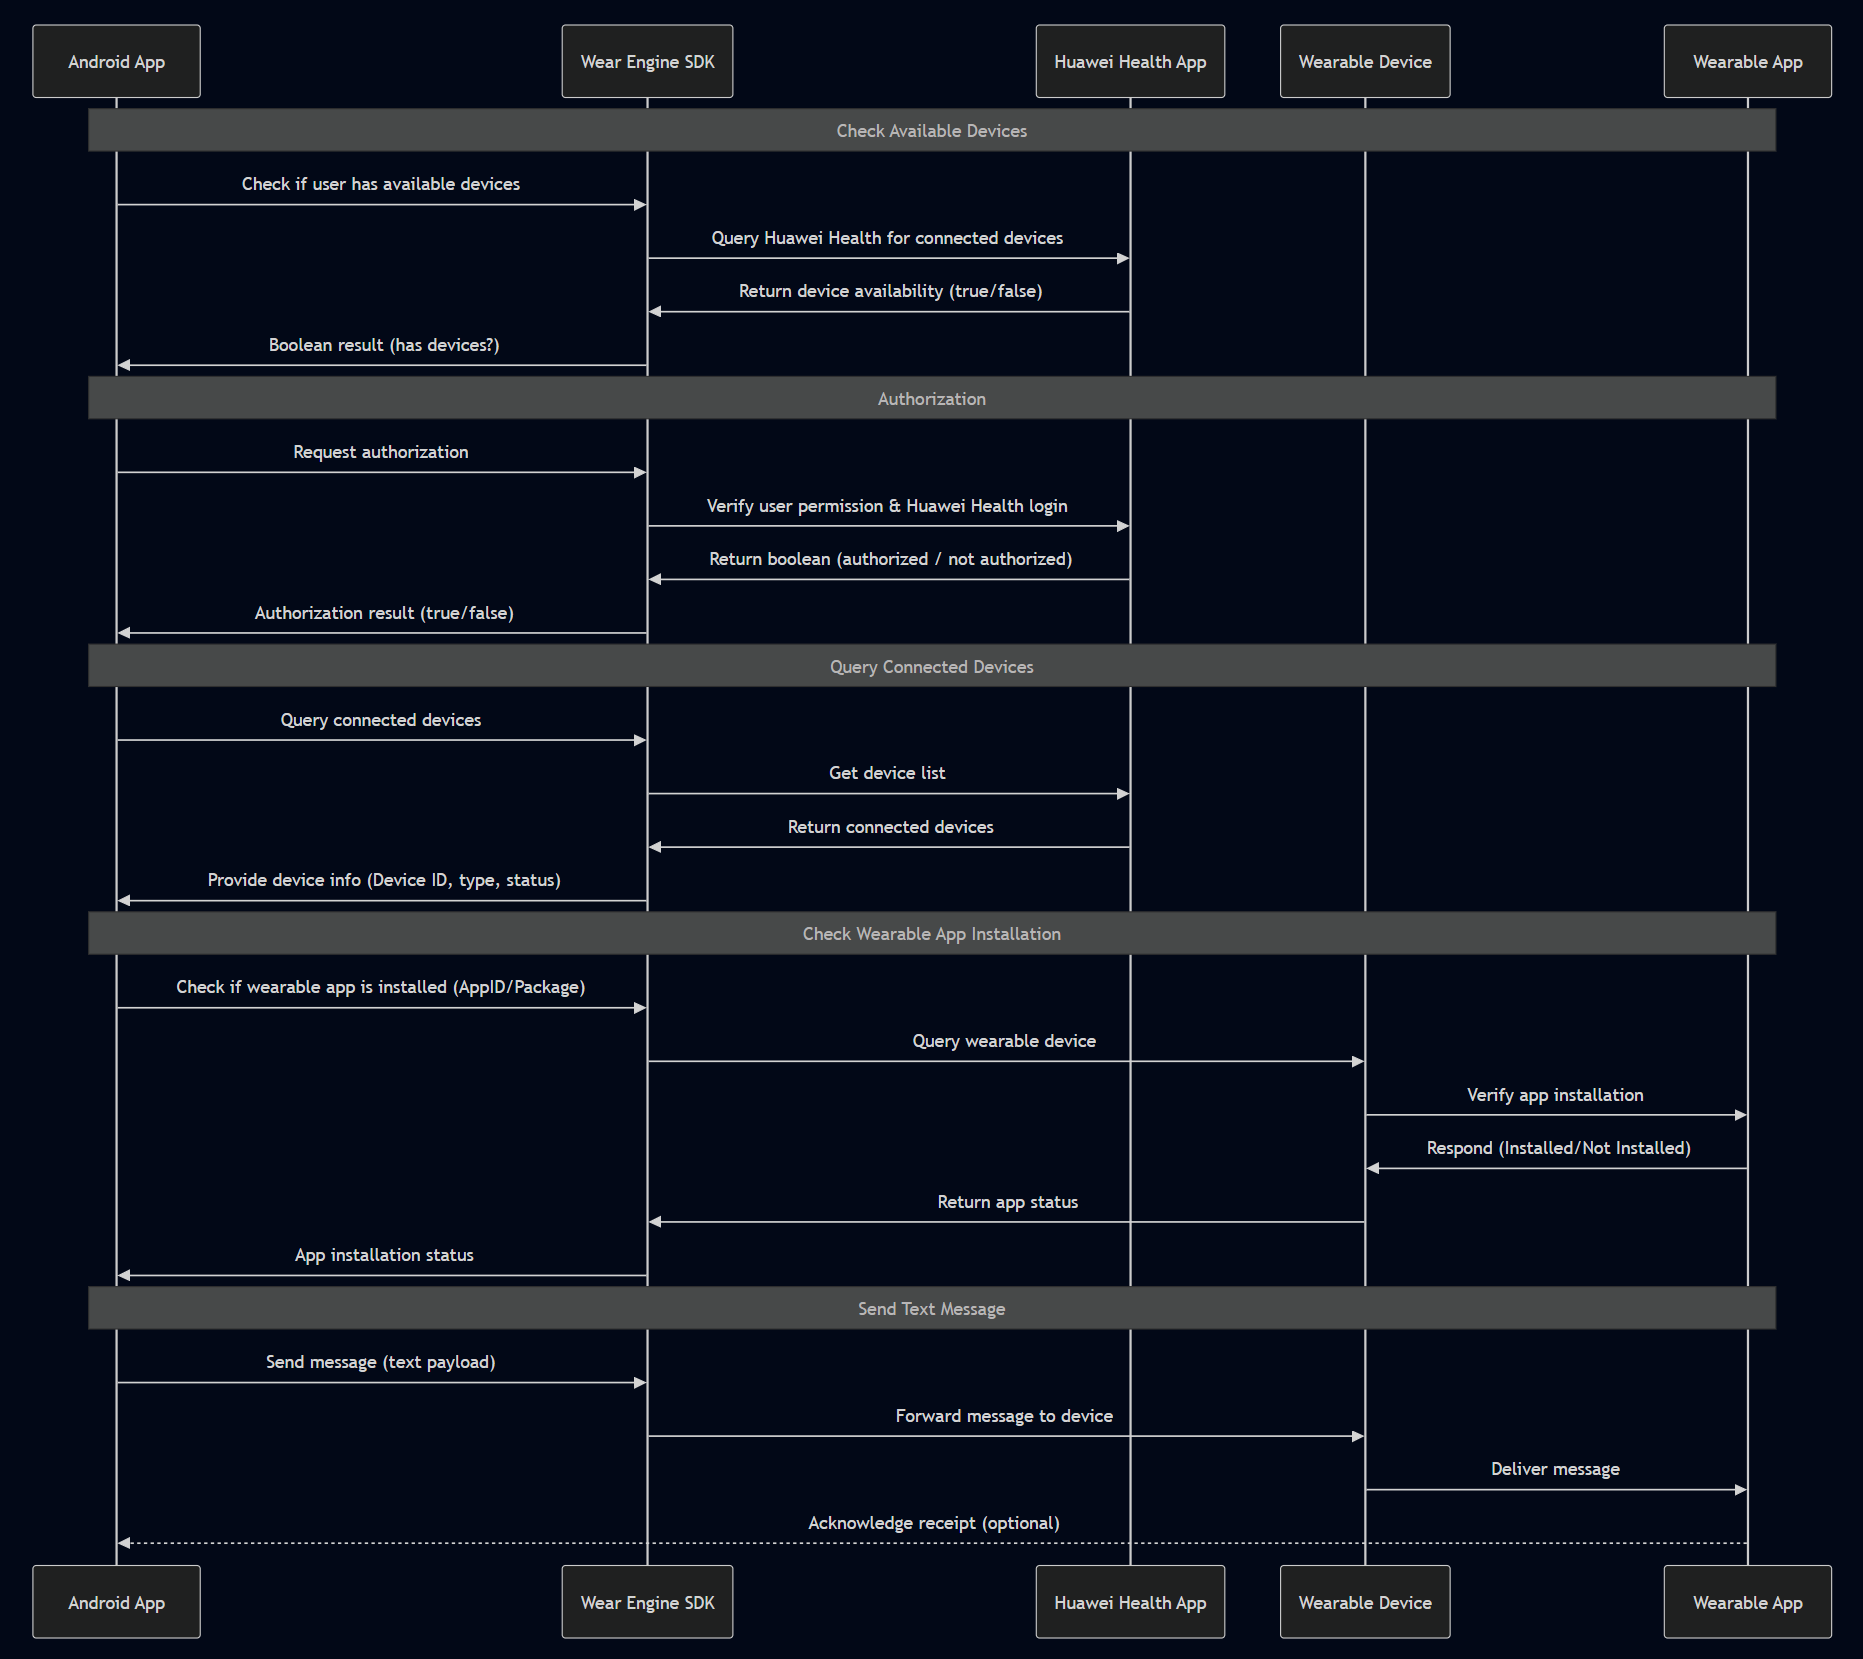 Android App
Wear Engine SDK
Huawei Health App
Wearable Device
Wearable App
Check Available Devices
Check if user has available devices
Query Huawei Health for connected devices
Return device availability (true/false)
Boolean result (has devices?)
Authorization
Request authorization
Verify user permission & Huawei Health login
Return boolean (authorized / not authorized)
Authorization result (true/false)
Query Connected Devices
Query connected devices
Get device list
Return connected devices
Provide device info (Device ID, type, status)
Check Wearable App Installation
Check if wearable app is installed (AppID/Package)
Query wearable device
Verify app installation
Respond (Installed/Not Installed)
Return app status
App installation status
Send Text Message
Send message (text payload)
Forward message to device
Deliver message
Acknowledge receipt (optional)
Android App
Wear Engine SDK
Huawei Health App
Wearable Device
Wearable App